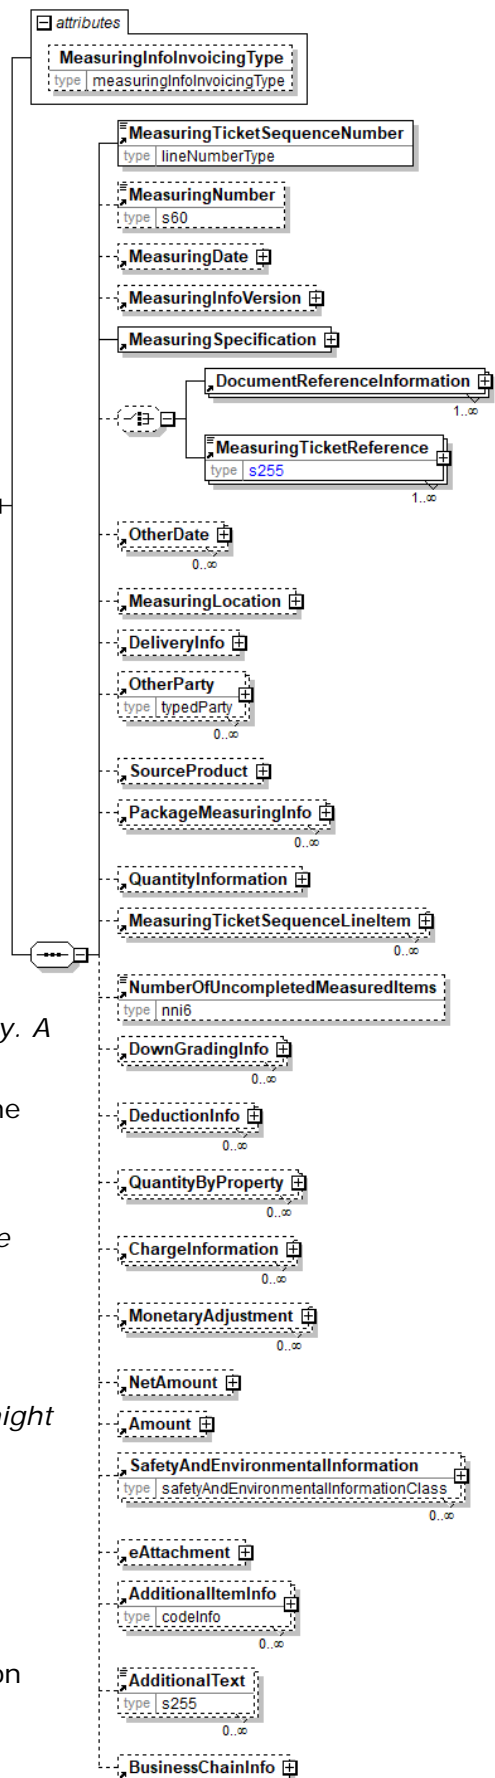 attributes
MeasuringInfoInvoicingType
type measuringInfoInvoicingType
MeasuringTicketSequenceNumber
type lineNumberType
MeasuringNumber
type s60
MeasuringDate
MeasuringInfoVersion
MeasuringSpecification
DocumentReferenceInformation
1..∞
MeasuringTicketReference
type s255
1..∞
OtherDate
0..∞
MeasuringLocation
DeliveryInfo
OtherParty
type typedParty
0..∞
SourceProduct
PackageMeasuringInfo
0..∞
QuantityInformation
MeasuringTicketSequenceLineItem
0..∞
NumberOfUncompletedMeasuredItems
type nni6
y. A
DownGradingInfo
0..∞
ne
DeductionInfo
0..∞
QuantityByProperty
0..∞
e
ChargeInformation
0..∞
MonetaryAdjustment
0..∞
NetAmount
night
Amount
SafetyAndEnvironmentalInformation
type safetyAndEnvironmentalInformationClass
0..∞
eAttachment
AdditionalItemInfo
type codeInfo
0..∞
on
AdditionalText
type s255
0..∞
BusinessChainInfo